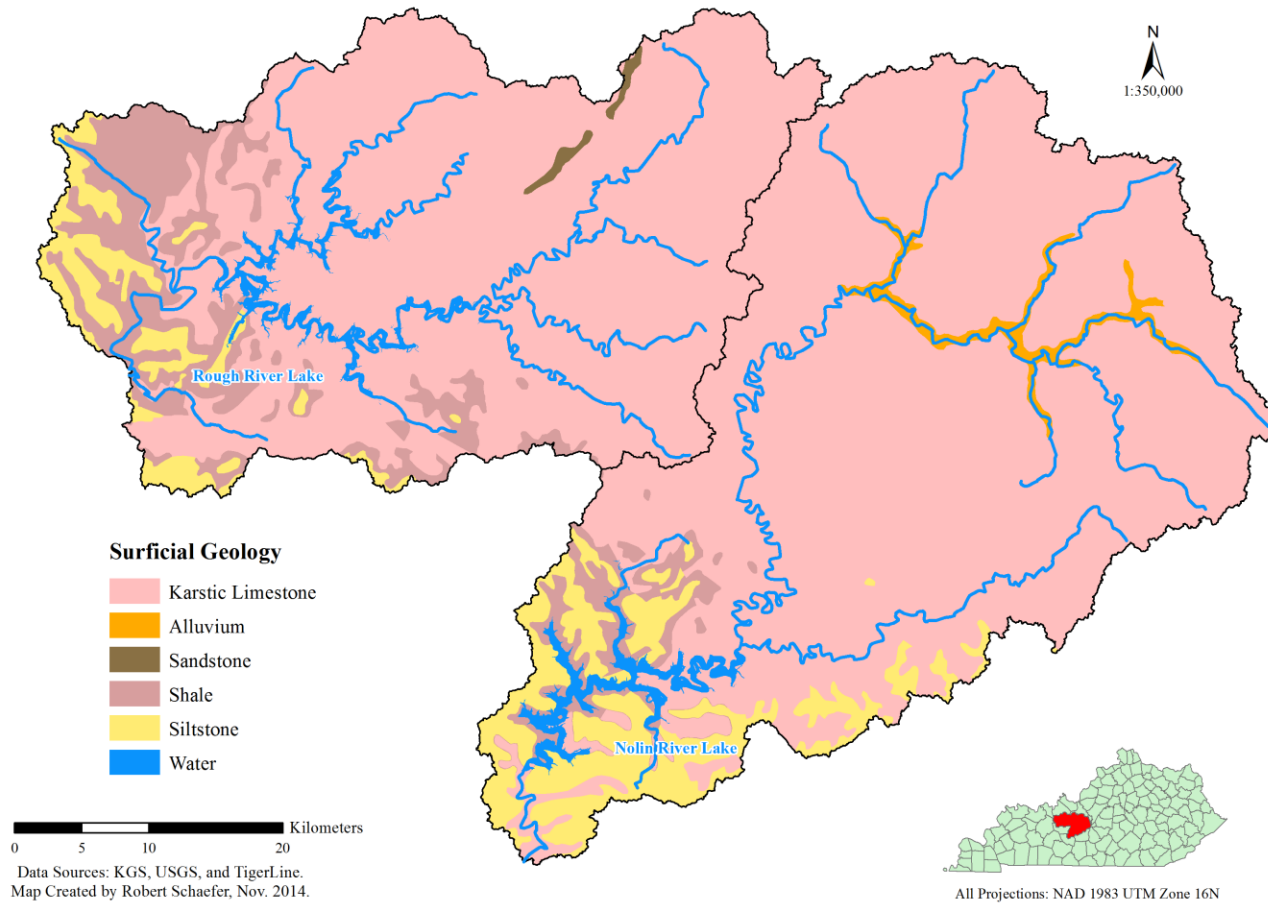 N
1:350,000
Rough River Lake
Surficial Geology
Karstic Limestone
Alluvium
Sandstone
Shale
Siltstone
Water
Nolin River Lake
Kilometers
0 5 10 20
Data Sources: KGS, USGS, and TigerLine.
Map Created by Robert Schaefer, Nov. 2014.
All Projections: NAD 1983 UTM Zone 16N